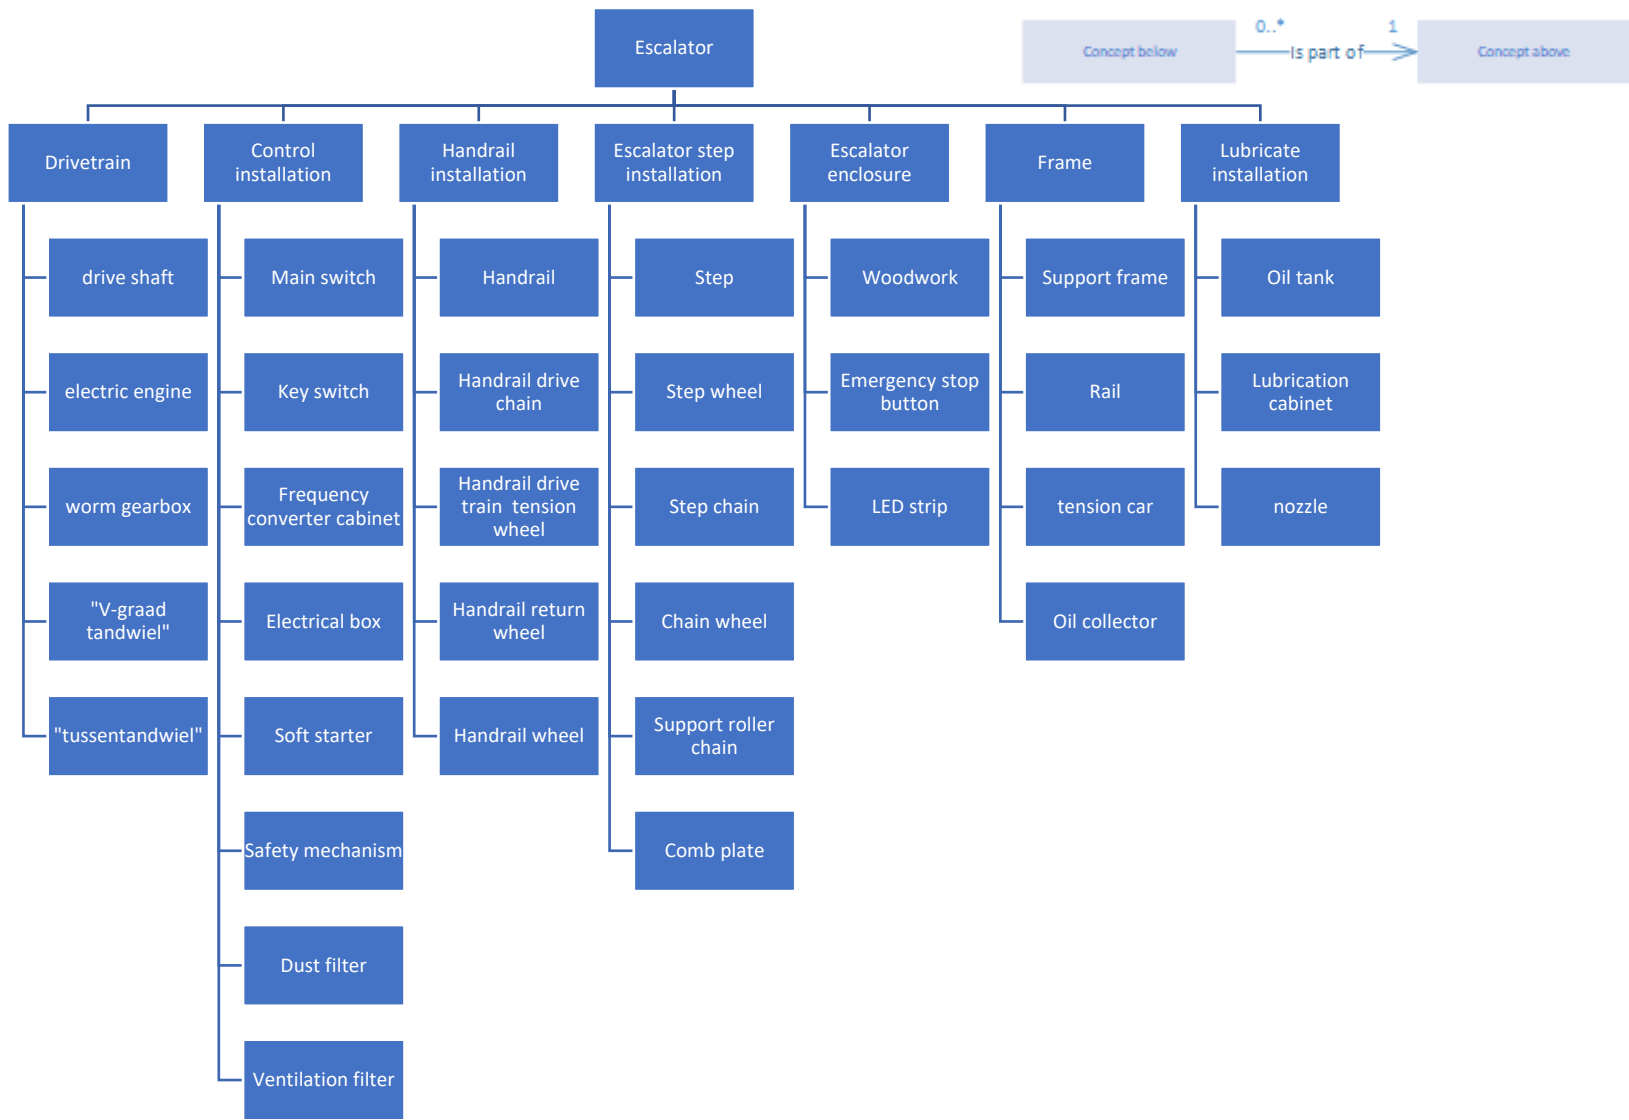 Escalator
0..*
1
Concept below
Is part of
Concept above
Drivetrain
Control
installation
Handrail
installation
Escalator step
installation
Escalator
enclosure
Frame
Lubricate
installation
drive shaft
electric engine
worm gearbox
"V-graad
tandwiel"
"tussentandwiel"
Main switch
Key switch
Frequency
converter cabinet
Electrical box
Soft starter
Safety mechanism
Dust filter
Ventilation filter
Handrail
Handrail drive
chain
Handrail drive
train tension
wheel
Handrail return
wheel
Handrail wheel
Step
Step wheel
Step chain
Chain wheel
Support roller
chain
Comb plate
Woodwork
Emergency stop
button
LED strip
Support frame
Rail
tension car
Oil collector
Oil tank
Lubrication
cabinet
nozzle